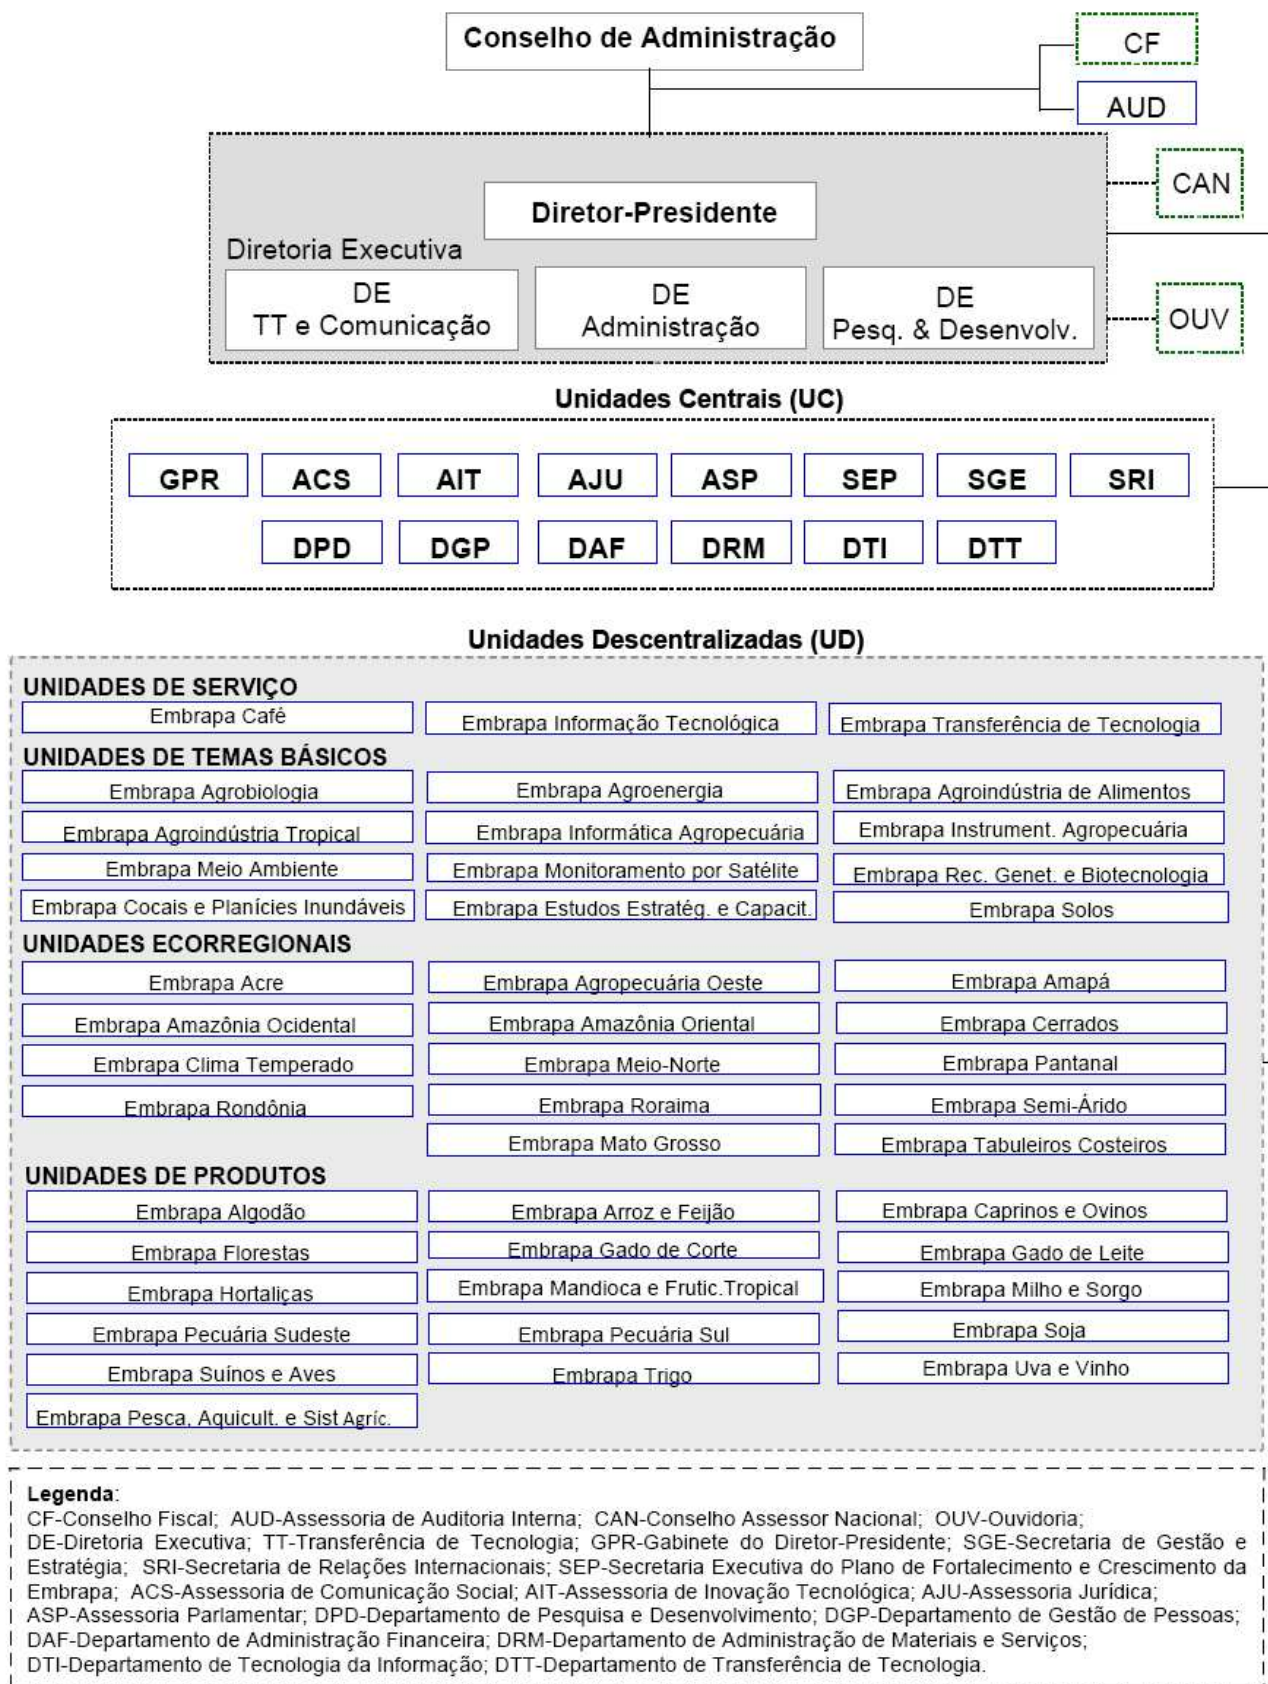 Conselho de Administração
CF
AUD
CAN
Diretor-Presidente
Diretoria Executiva
DE
TT e Comunicação
DE
Administração
DE
Pesq. & Desenvolv.
OUV
Unidades Centrais (UC)
GPR ACS AIT AJU ASP SEP SGE SRI
DPD DGP DAF DRM DTI DTT
Unidades Descentralizadas (UD)
UNIDADES DE SERVIÇO
Embrapa Café Embrapa Informação Tecnológica Embrapa Transferência de Tecnologia
UNIDADES DE TEMAS BÁSICOS
Embrapa Agrobiologia Embrapa Agroenergia Embrapa Agroindústria de Alimentos
Embrapa Agroindústria Tropical Embrapa Informática Agropecuária Embrapa Instrument. Agropecuária
Embrapa Meio Ambiente Embrapa Monitoramento por Satélite Embrapa Rec. Genet. e Biotecnologia
Embrapa Cocais e Planícies Inundáveis Embrapa Estudos Estratég. e Capacit. Embrapa Solos
UNIDADES ECORREGIONAIS
Embrapa Acre Embrapa Agropecuária Oeste Embrapa Amapá
Embrapa Amazônia Ocidental Embrapa Amazônia Oriental Embrapa Cerrados
Embrapa Clima Temperado Embrapa Meio-Norte Embrapa Pantanal
Embrapa Rondônia Embrapa Roraima Embrapa Semi-Árido
Embrapa Mato Grosso Embrapa Tabuleiros Costeiros
UNIDADES DE PRODUTOS
Embrapa Algodão Embrapa Arroz e Feijão Embrapa Caprinos e Ovinos
Embrapa Florestas Embrapa Gado de Corte Embrapa Gado de Leite
Embrapa Hortaliças Embrapa Mandioca e Frutic.Tropical Embrapa Milho e Sorgo
Embrapa Pecuária Sudeste Embrapa Pecuária Sul Embrapa Soja
Embrapa Suínos e Aves Embrapa Trigo Embrapa Uva e Vinho
Embrapa Pesca, Aquicult. e Sist Agríc.
Legenda:
CF-Conselho Fiscal; AUD-Assessoria de Auditoria Interna; CAN-Conselho Assessor Nacional; OUV-Ouvidoria;
DE-Diretoria Executiva; TT-Transferência de Tecnologia; GPR-Gabinete do Diretor-Presidente; SGE-Secretaria de Gestão e
Estratégia; SRI-Secretaria de Relações Internacionais; SEP-Secretaria Executiva do Plano de Fortalecimento e Crescimento da
Embrapa; ACS-Assessoria de Comunicação Social; AIT-Assessoria de Inovação Tecnológica; AJU-Assessoria Jurídica;
ASP-Assessoria Parlamentar; DPD-Departamento de Pesquisa e Desenvolvimento; DGP-Departamento de Gestão de Pessoas;
DAF-Departamento de Administração Financeira; DRM-Departamento de Administração de Materiais e Serviços;
DTI-Departamento de Tecnologia da Informação; DTT-Departamento de Transferência de Tecnologia.